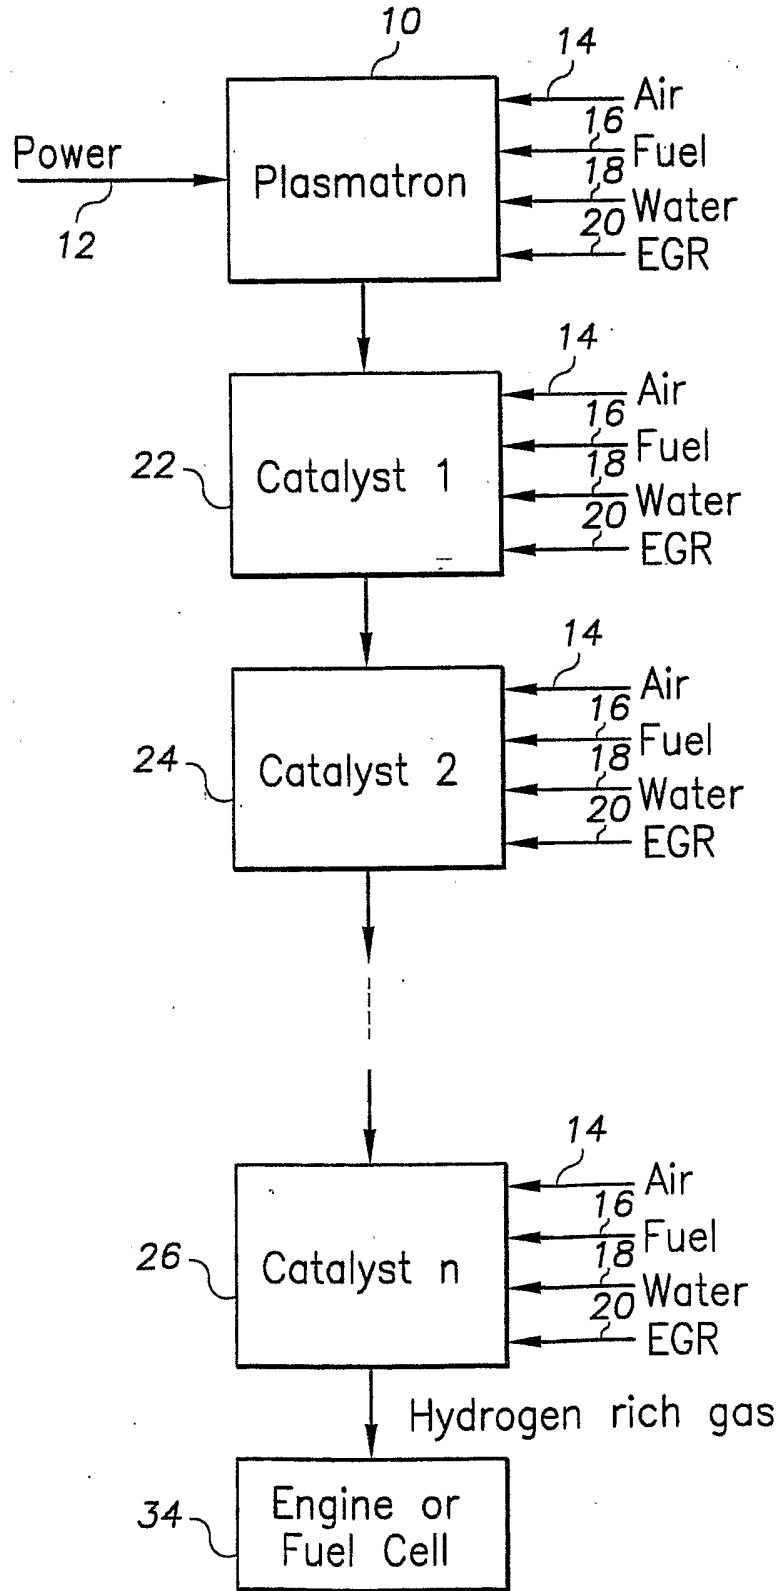 10
14
Air
Power
16
Fuel
Plasmatron
18
Water
12
20
EGR
14
Air
16
Fuel
22
Catalyst 1
18
Water
20
EGR
14
Air
16
Fuel
24
Catalyst 2
18
Water
20
EGR
14
Air
16
Fuel
26
Catalyst n
18
Water
20
EGR
Hydrogen rich gas
34
Engine or
Fuel Cell